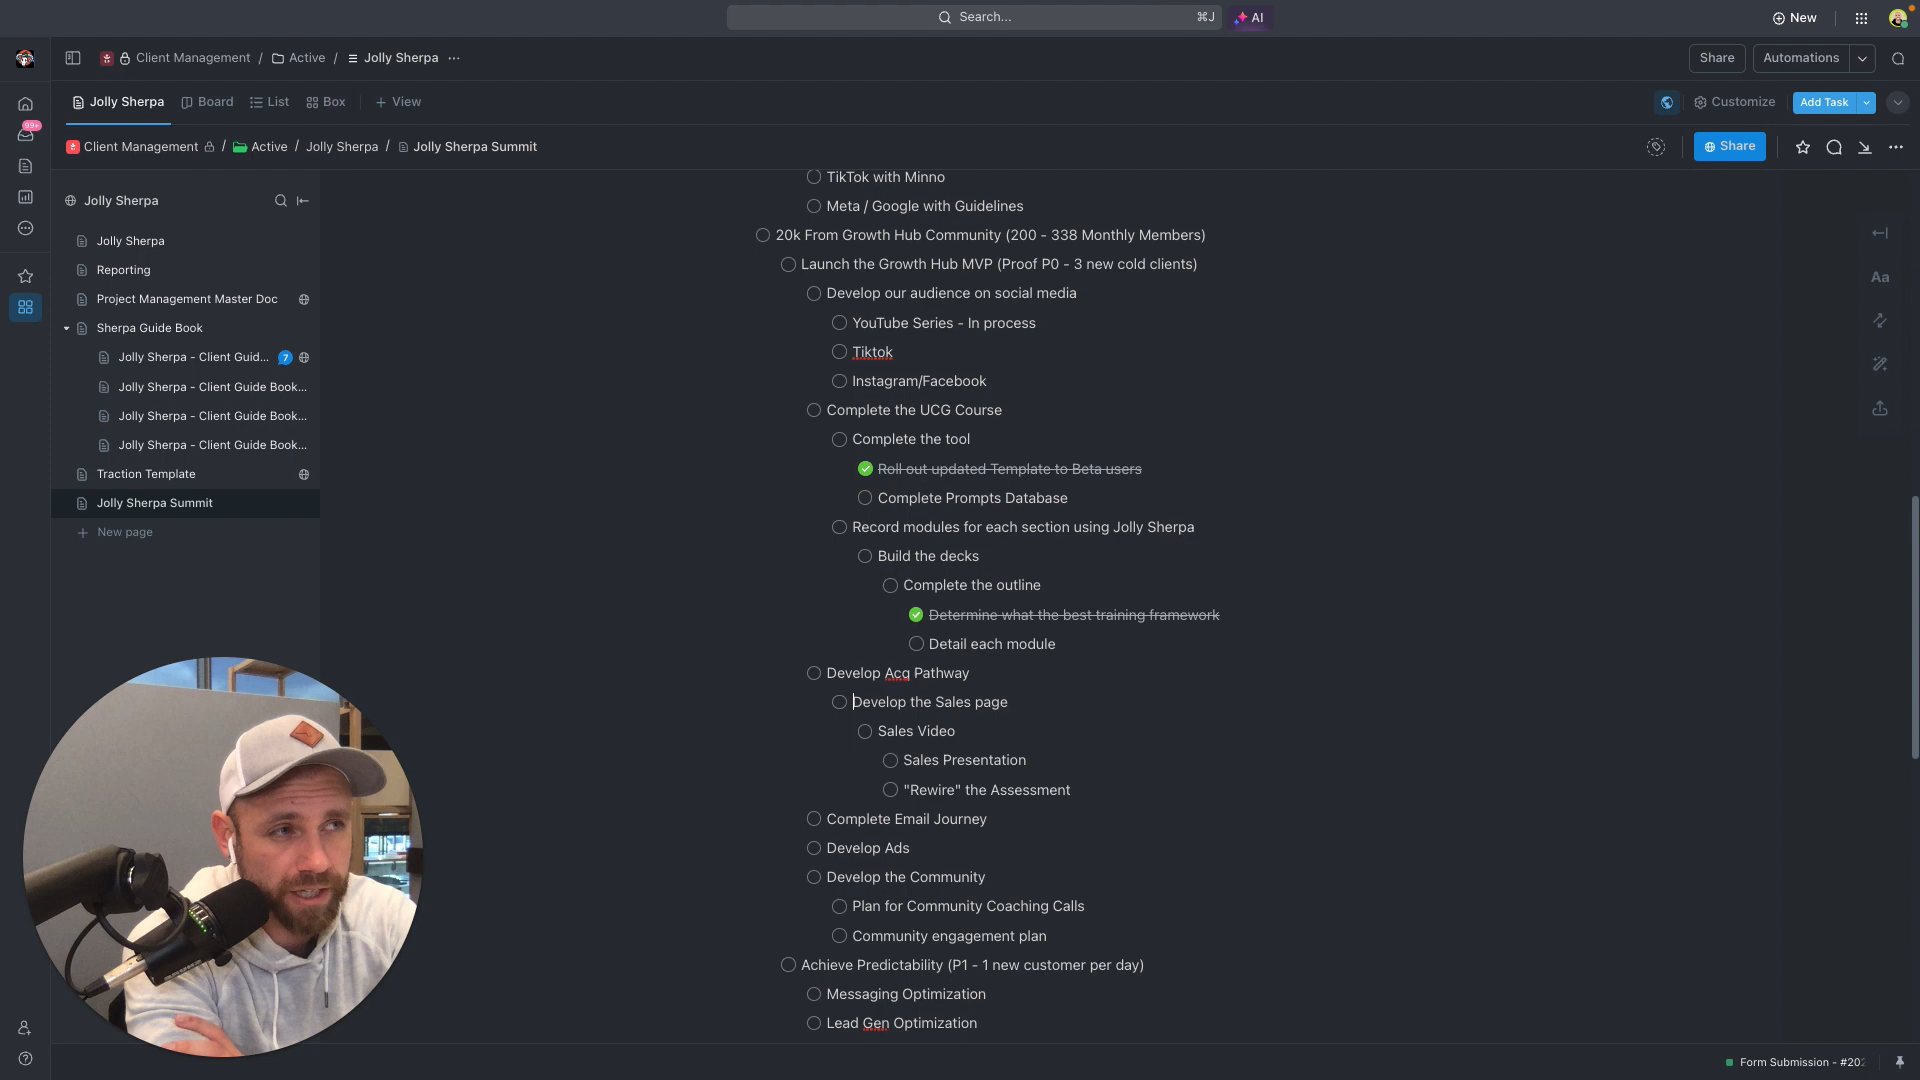 Search...
⌘J
AI
New
Client Management / Active / Jolly Sherpa ...
Share
Automations
Jolly Sherpa
Board
List
Box
+ View
Customize
Add Task
99+
Client Management / Active / Jolly Sherpa / Jolly Sherpa Summit
Share
Jolly Sherpa
Jolly Sherpa
Reporting
Project Management Master Doc
Sherpa Guide Book
Jolly Sherpa - Client Guid... 7
Jolly Sherpa - Client Guide Book...
Jolly Sherpa - Client Guide Book...
Jolly Sherpa - Client Guide Book...
Traction Template
Jolly Sherpa Summit
+ New page
TikTok with Minno
Meta / Google with Guidelines
20k From Growth Hub Community (200 - 338 Monthly Members)
Launch the Growth Hub MVP (Proof P0 - 3 new cold clients)
Develop our audience on social media
YouTube Series - In process
Tiktok
Instagram/Facebook
Complete the UCG Course
Complete the tool
Roll out updated Template to Beta users
Complete Prompts Database
Record modules for each section using Jolly Sherpa
Build the decks
Complete the outline
Determine what the best training framework
Detail each module
Develop Acq Pathway
Develop the Sales page
Sales Video
Sales Presentation
"Rewire" the Assessment
Complete Email Journey
Develop Ads
Develop the Community
Plan for Community Coaching Calls
Community engagement plan
Achieve Predictability (P1 - 1 new customer per day)
Messaging Optimization
Lead Gen Optimization
Aa
Form Submission - #202